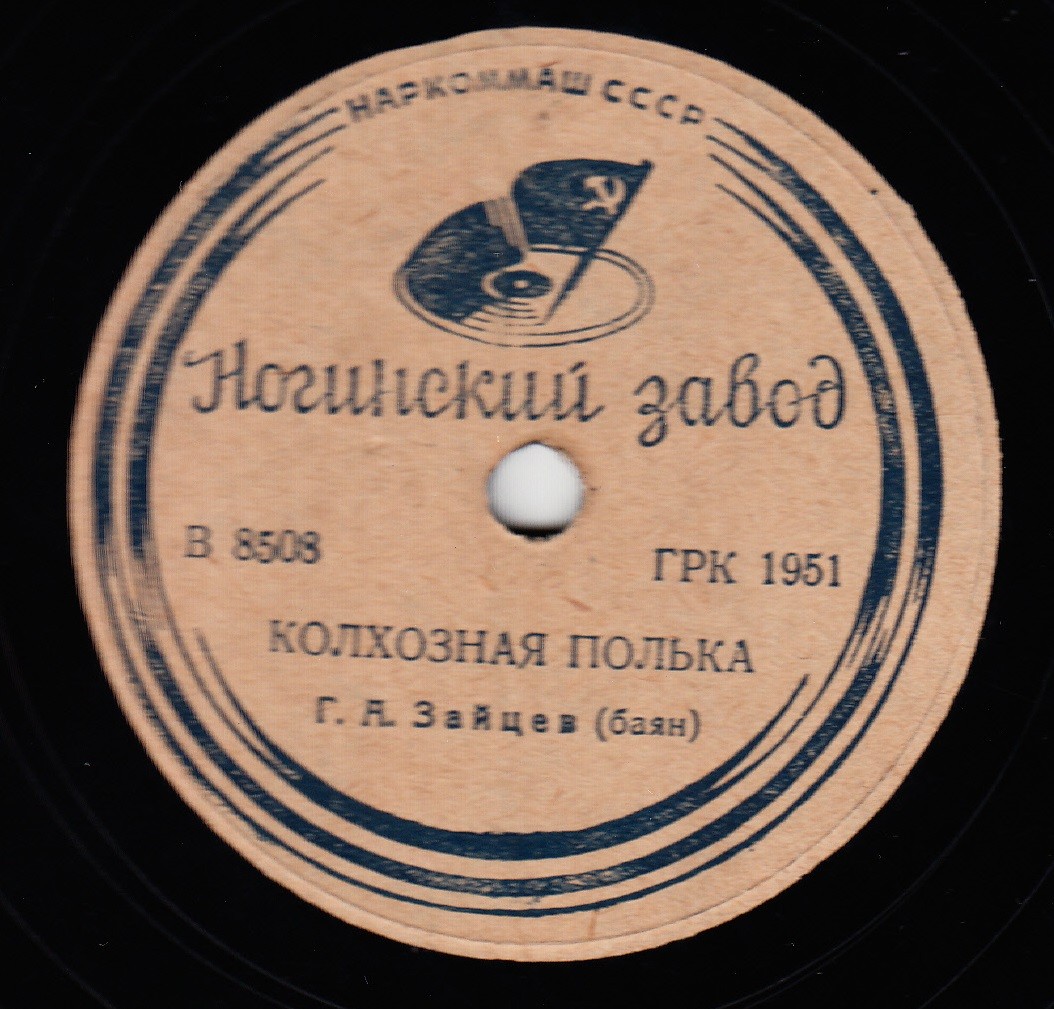 НАРКОММАШ СССР
Ногинский завод
В 8508
ГРК 1951
КОЛХОЗНАЯ ПОЛЬКА
Г. А. Зайцев (баян)